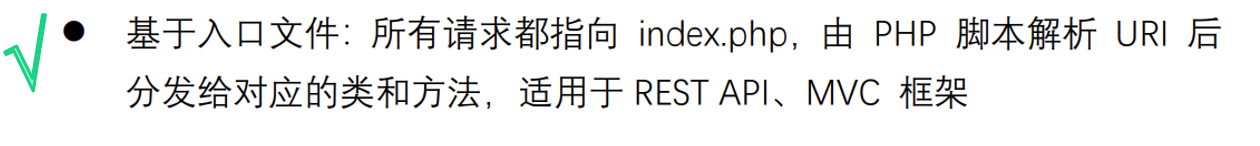 ● 基于入口文件：所有请求都指向 index.php，由 PHP 脚本解析 URI 后
分发给对应的类和方法，适用于 REST API、MVC 框架